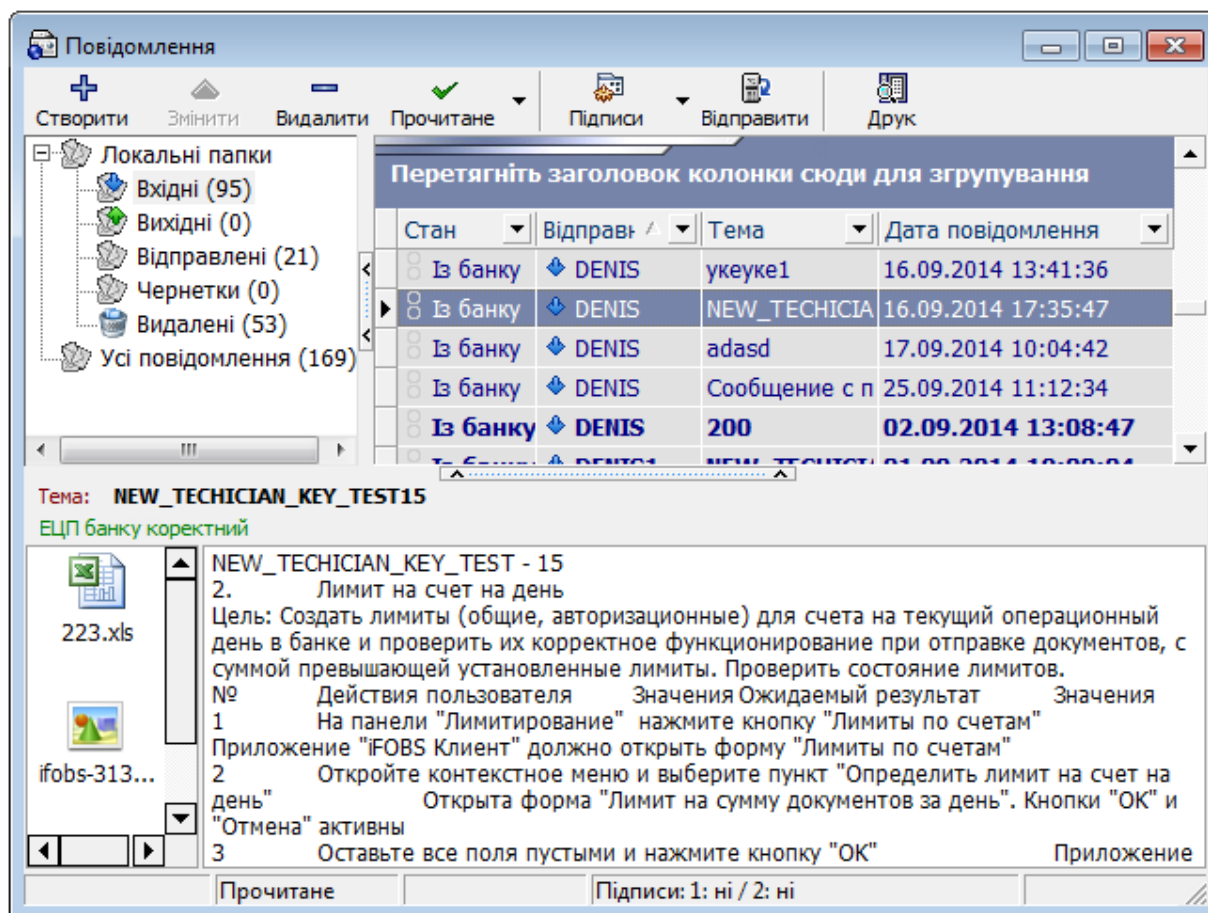 Повідомлення
Створити Змінити Видалити Прочитане Підписи Відправити Друк
Локальні папки
Вхідні (95)
Вихідні (0)
Відправлені (21)
Чернетки (0)
Видалені (53)
Усі повідомлення (169)
Перетягніть заголовок колонки сюди для згрупування
Стан Відправн Тема Дата повідомлення
Із банку DENIS укеуке1 16.09.2014 13:41:36
Із банку DENIS NEW_TECHICIA 16.09.2014 17:35:47
Із банку DENIS adasd 17.09.2014 10:04:42
Із банку DENIS Сообщение с п 25.09.2014 11:12:34
Із банку DENIS 200 02.09.2014 13:08:47
Тема: NEW_TECHICIAN_KEY_TEST15
ЕЦП банку коректний
223.xls
ifobs-313...
NEW_TECHICIAN_KEY_TEST - 15
2. Лимит на счет на день
Цель: Создать лимиты (общие, авторизационные) для счета на текущий операционный
день в банке и проверить их корректное функционирование при отправке документов, с
суммой превышающей установленные лимиты. Проверить состояние лимитов.
№ Действия пользователя Значения Ожидаемый результат Значения
1 На панели "Лимитирование" нажмите кнопку "Лимиты по счетам"
Приложение "iFOBS Клиент" должно открыть форму "Лимиты по счетам"
2 Откройте контекстное меню и выберите пункт "Определить лимит на счет на
день" Открыта форма "Лимит на сумму документов за день". Кнопки "ОК" и
"Отмена" активны
3 Оставьте все поля пустыми и нажмите кнопку "ОК" Приложение
Прочитане Підписи: 1: ні / 2: ні